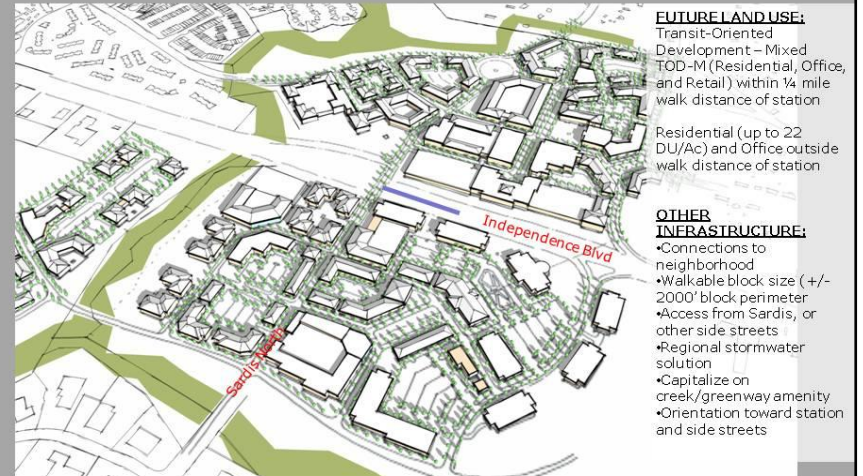 FUTURE LAND USE:
Transit-Oriented
Development – Mixed
TOD-M (Residential, Office,
and Retail) within ¼ mile
walk distance of station
Residential (up to 22
DU/Ac) and Office outside
walk distance of station
OTHER
INFRASTRUCTURE:
•Connections to
neighborhood
•Walkable block size (+/-
2000' block perimeter
•Access from Sardis, or
other side streets
•Regional stormwater
solution
•Capitalize on
creek/greenway amenity
•Orientation toward station
and side streets
Independence Blvd
Sardis North